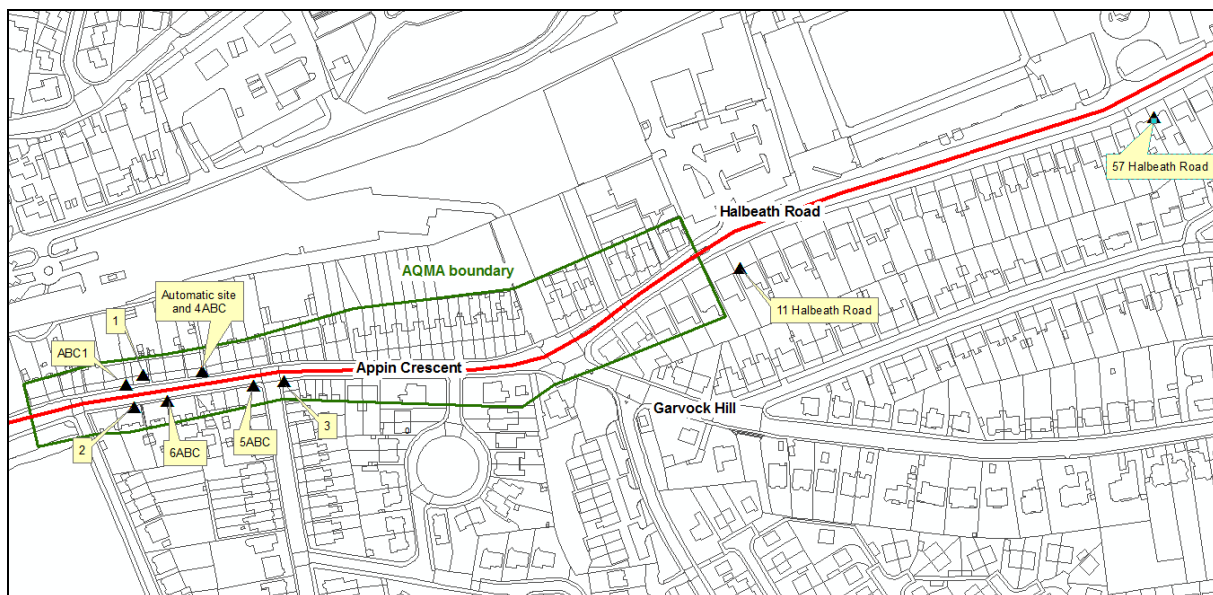 57 Halbeath Road
Halbeath Road
AQMA boundary
Automatic site
and 4ABC
11 Halbeath Road
1
ABC1
Appin Crescent
Garvock Hill
3
2
6ABC
5ABC